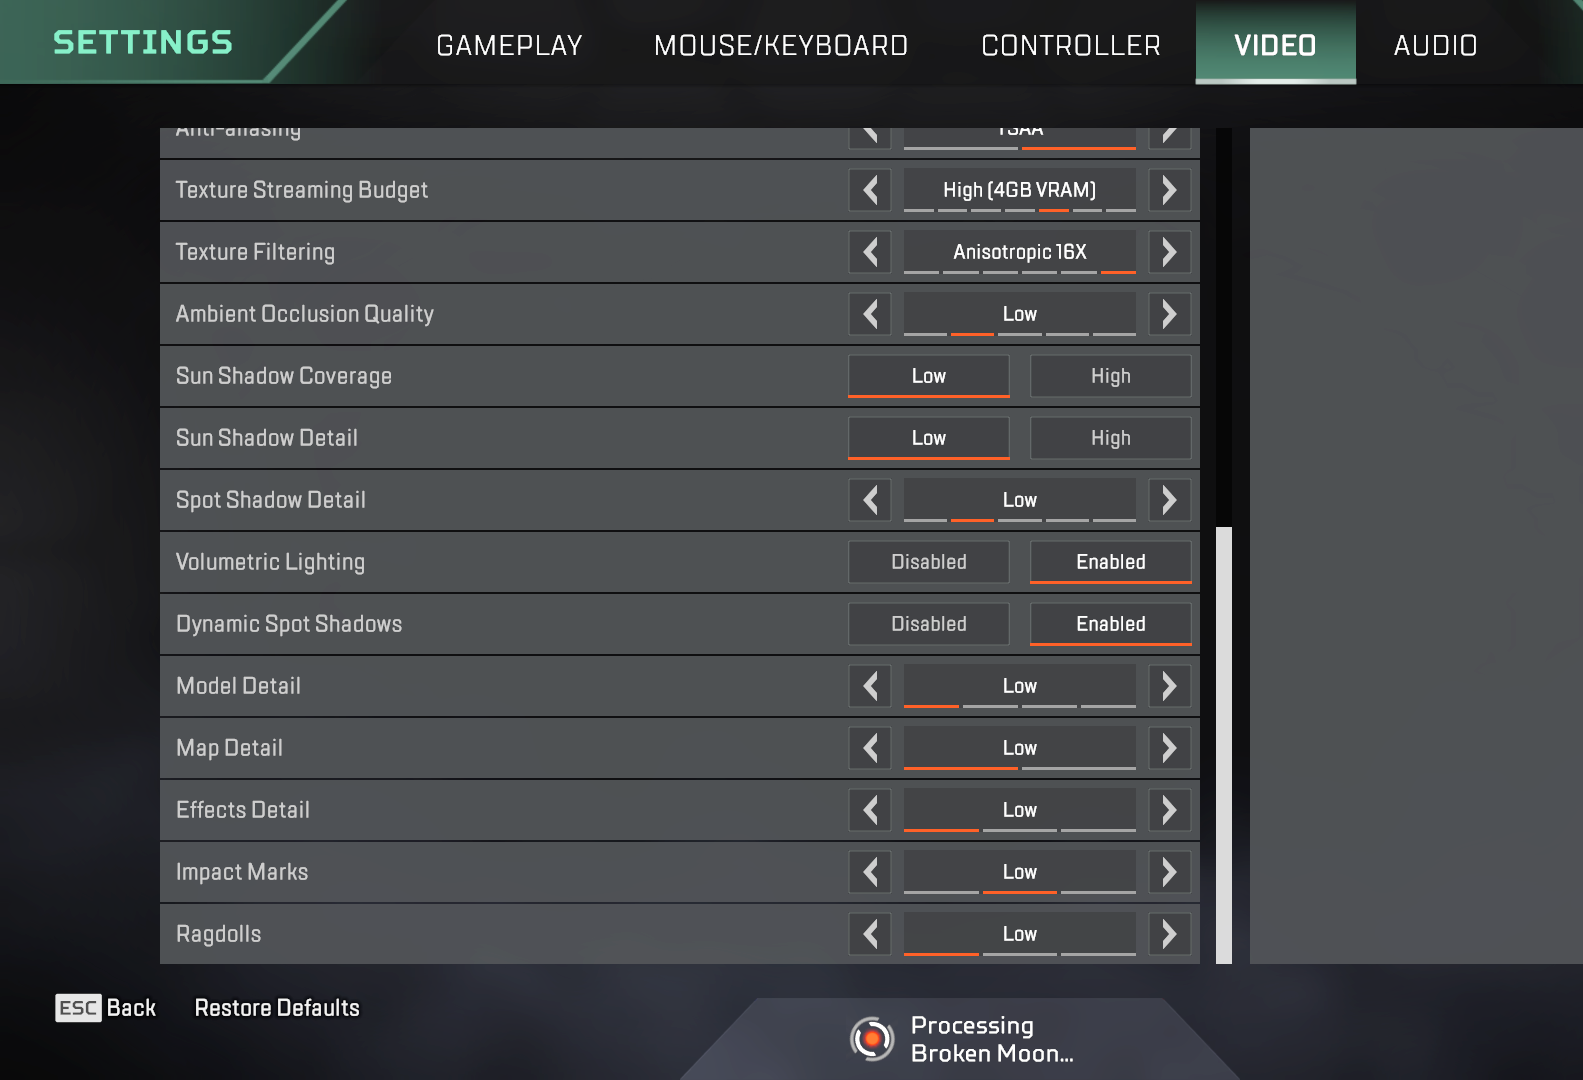 SETTINGS
GAMEPLAY
MOUSE/KEYBOARD
CONTROLLER
VIDEO
AUDIO
Anti-aliasing
TSAA
Texture Streaming Budget
High (4GB VRAM)
Texture Filtering
Anisotropic 16X
Ambient Occlusion Quality
Low
Sun Shadow Coverage
Low
High
Sun Shadow Detail
Low
High
Spot Shadow Detail
Low
Volumetric Lighting
Disabled
Enabled
Dynamic Spot Shadows
Disabled
Enabled
Model Detail
Low
Map Detail
Low
Effects Detail
Low
Impact Marks
Low
Ragdolls
Low
ESC Back
Restore Defaults
Processing
Broken Moon...